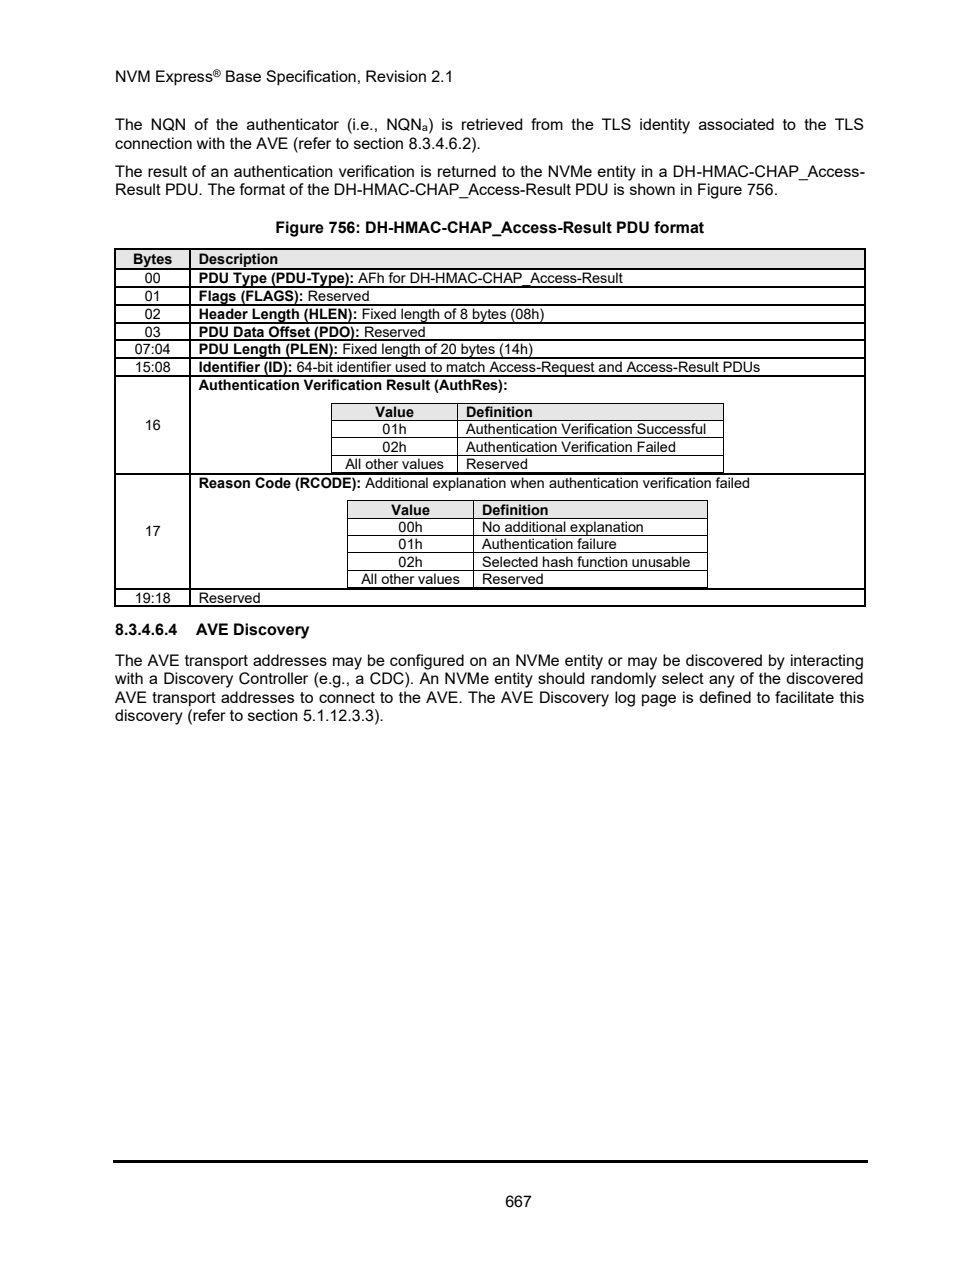 NVM Express® Base Specification, Revision 2.1
The NQN of the authenticator (i.e., NQNa) is retrieved from the TLS identity associated to the TLS
connection with the AVE (refer to section 8.3.4.6.2).
The result of an authentication verification is returned to the NVMe entity in a DH-HMAC-CHAP_Access-
Result PDU. The format of the DH-HMAC-CHAP_Access-Result PDU is shown in Figure 756.
Figure 756: DH-HMAC-CHAP_Access-Result PDU format
Bytes Description
00 PDU Type (PDU-Type): AFh for DH-HMAC-CHAP_Access-Result
01 Flags (FLAGS): Reserved
02 Header Length (HLEN): Fixed length of 8 bytes (08h)
03 PDU Data Offset (PDO): Reserved
07:04 PDU Length (PLEN): Fixed length of 20 bytes (14h)
15:08 Identifier (ID): 64-bit identifier used to match Access-Request and Access-Result PDUs
16 Authentication Verification Result (AuthRes):
Value Definition
01h Authentication Verification Successful
02h Authentication Verification Failed
All other values Reserved
17 Reason Code (RCODE): Additional explanation when authentication verification failed
Value Definition
00h No additional explanation
01h Authentication failure
02h Selected hash function unusable
All other values Reserved
19:18 Reserved
8.3.4.6.4 AVE Discovery
The AVE transport addresses may be configured on an NVMe entity or may be discovered by interacting
with a Discovery Controller (e.g., a CDC). An NVMe entity should randomly select any of the discovered
AVE transport addresses to connect to the AVE. The AVE Discovery log page is defined to facilitate this
discovery (refer to section 5.1.12.3.3).
667